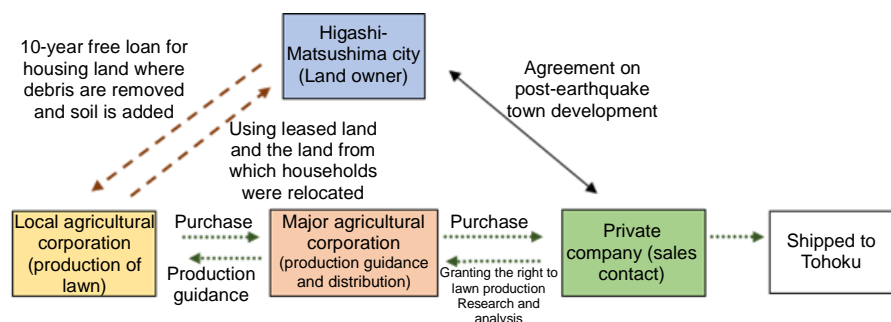 10-year free loan for
housing land where
debris are removed
and soil is added
Higashi-
Matsushima city
(Land owner)
Agreement on
post-earthquake
town development
Using leased land
and the land from
which households
were relocated
Local agricultural
corporation
(production of
lawn)
Purchase
Production
guidance
Major agricultural
corporation
(production guidance
and distribution)
Purchase
Granting the right to
lawn production
Research and
analysis
Private
company (sales
contact)
Shipped to
Tohoku